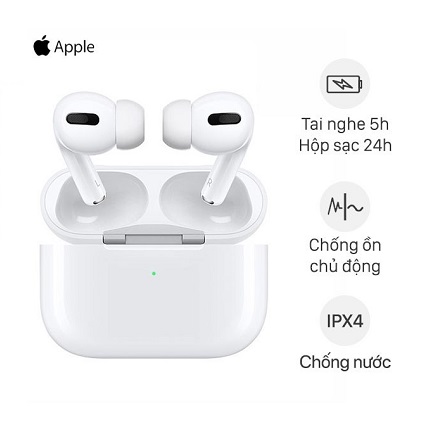 Apple
Tai nghe 5h
Hộp sạc 24h
Chống ồn
chủ động
IPX4
Chống nước